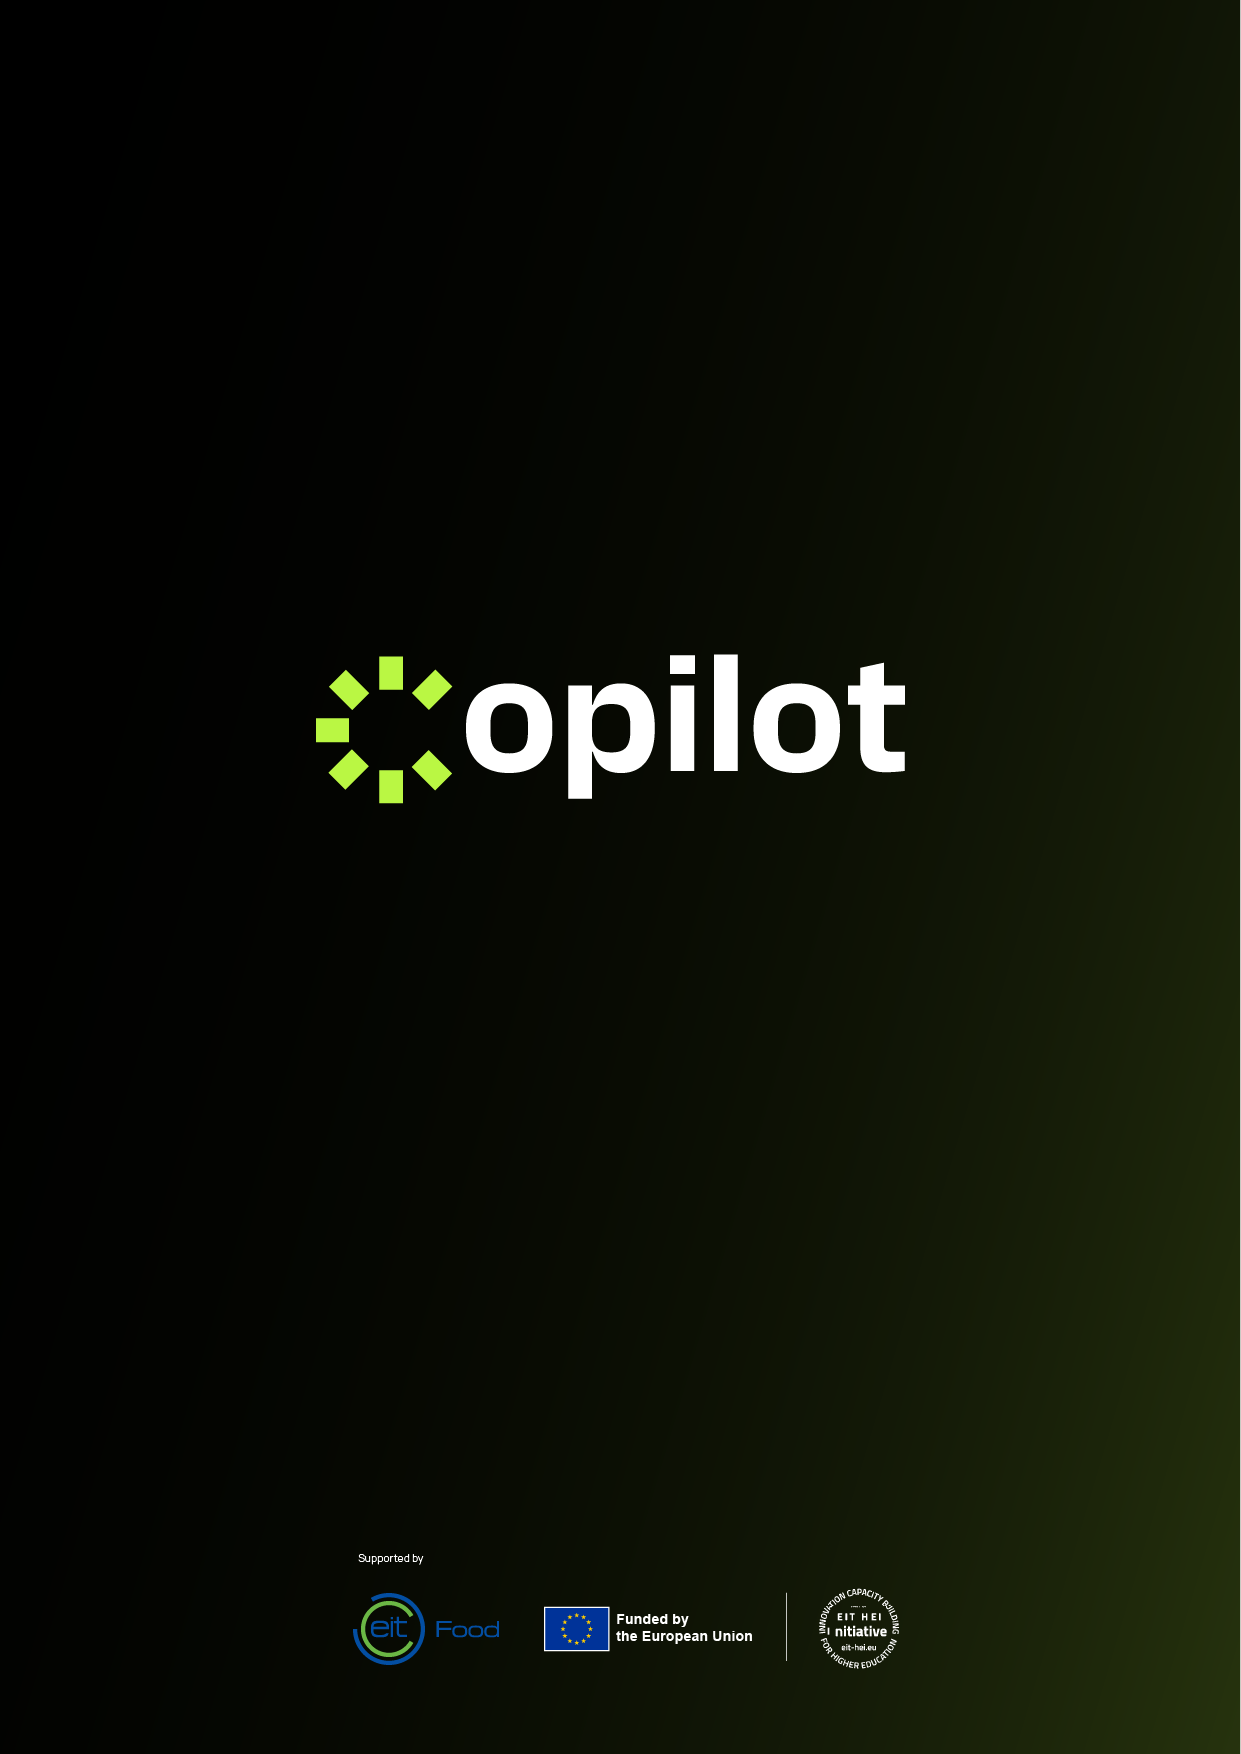 Copilot
Supported by
eit Food
Funded by
the European Union
INNOVATION CAPACITY BUILDING
EIT HEI
Initiative
eit-hei.eu
FOR HIGHER EDUCATION